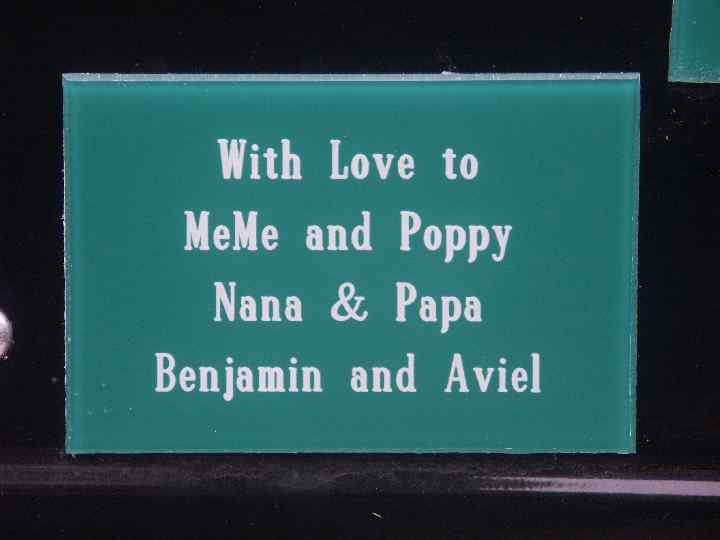 With Love to
MeMe and Poppy
Nana & Papa
Benjamin and Aviel